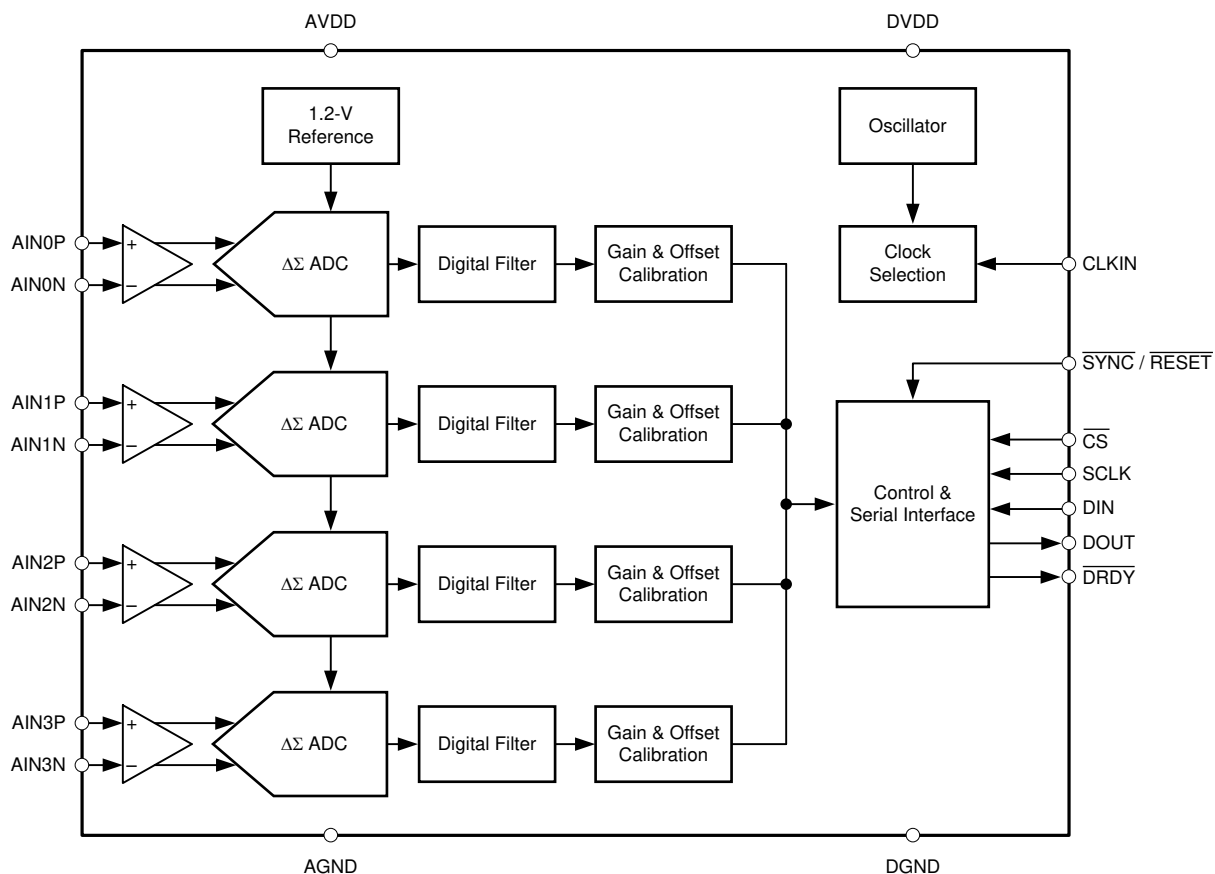 AVDD
DVDD
1.2-V
Reference
Oscillator
AIN0P
AIN0N
+
−
ΔΣ ADC
Digital Filter
Gain & Offset
Calibration
Clock
Selection
CLKIN
SYNC / RESET
AIN1P
AIN1N
+
−
ΔΣ ADC
Digital Filter
Gain & Offset
Calibration
CS
SCLK
Control &
Serial Interface
DIN
DOUT
DRDY
AIN2P
AIN2N
+
−
ΔΣ ADC
Digital Filter
Gain & Offset
Calibration
AIN3P
AIN3N
+
−
ΔΣ ADC
Digital Filter
Gain & Offset
Calibration
AGND
DGND